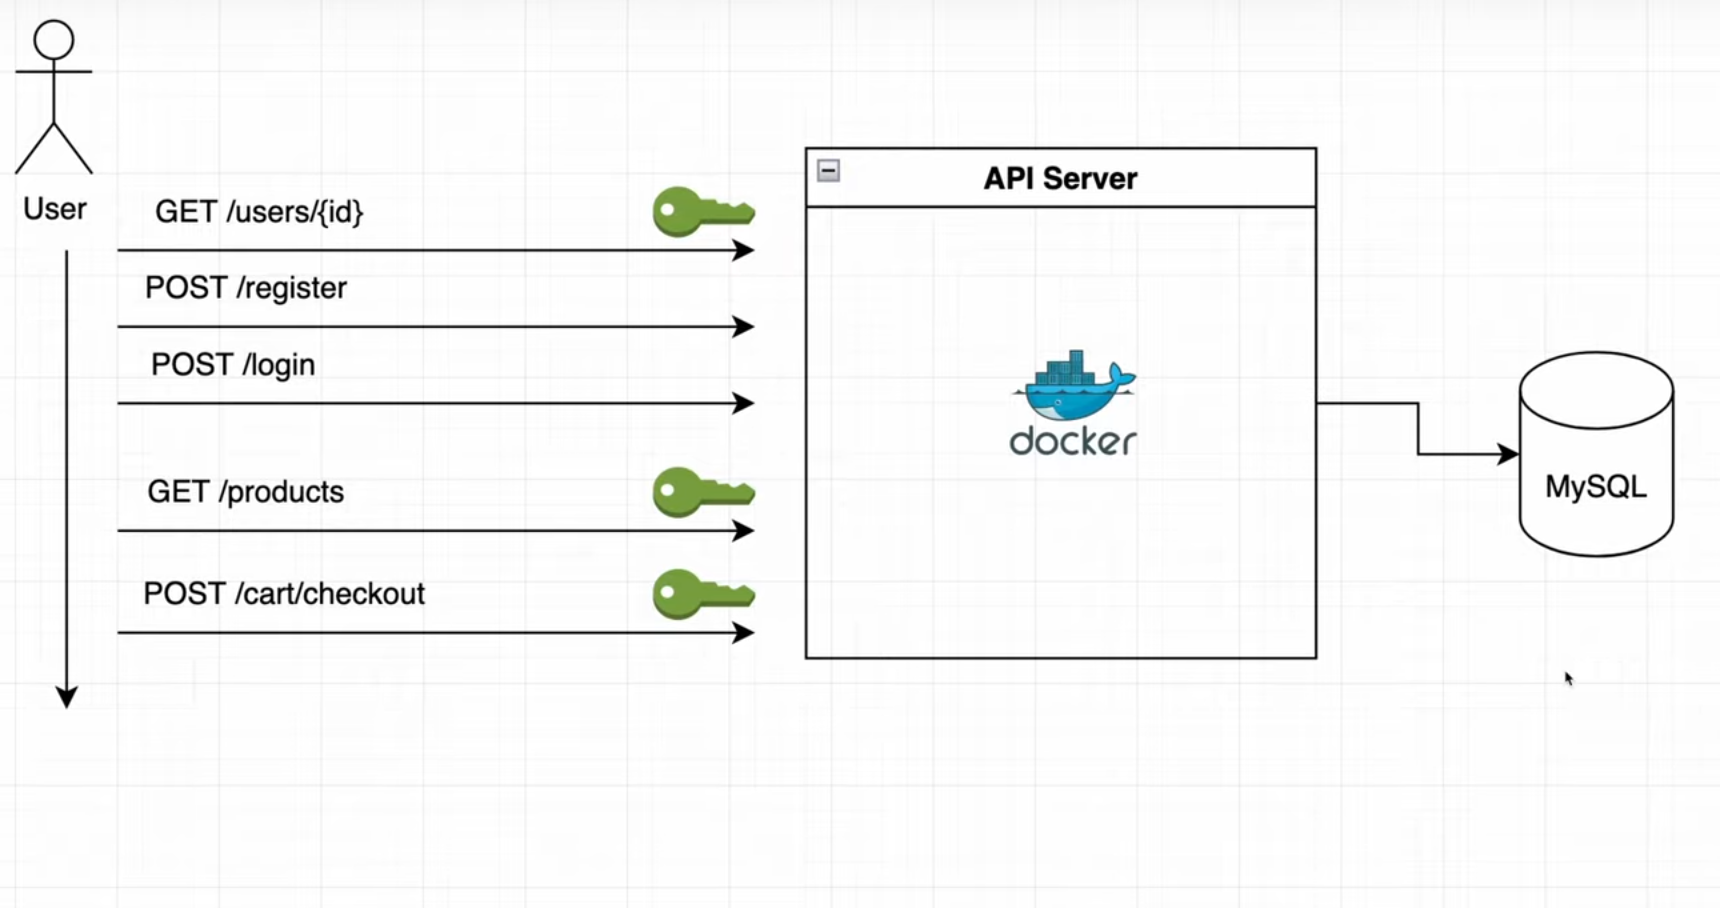 User
GET /users/{id}
POST /register
POST /login
GET /products
POST /cart/checkout
API Server
docker
MySQL